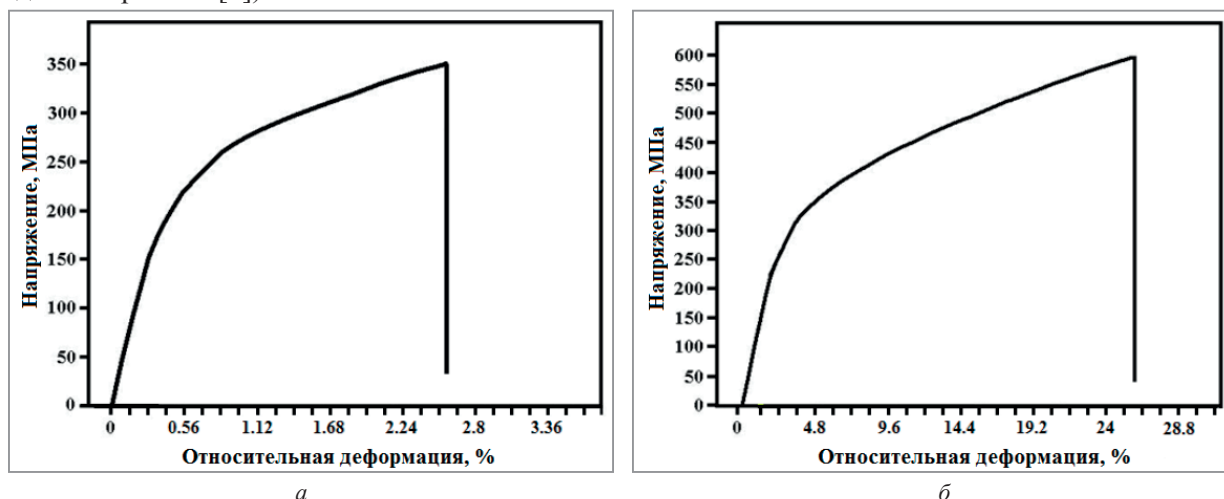 350
300
250
200
150
100
50
0
Напряжение, МПа
0 0.56 1.12 1.68 2.24 2.8 3.36
Относительная деформация, %
а
600
550
500
450
400
350
300
250
200
150
100
50
0
Напряжение, МПа
0 4.8 9.6 14.4 19.2 24 28.8
Относительная деформация, %
б